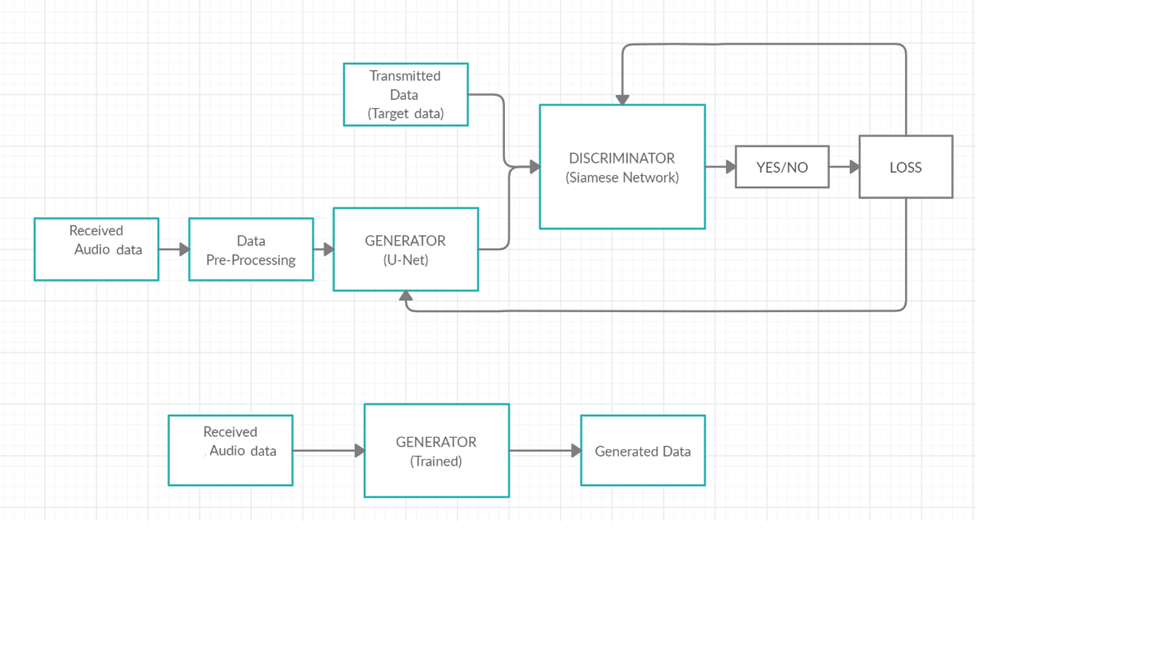 Transmitted
Data
(Target data)
DISCRIMINATOR
(Siamese Network)
YES/NO
LOSS
Received
Audio data
Data
Pre-Processing
GENERATOR
(U-Net)
Received
Audio data
GENERATOR
(Trained)
Generated Data